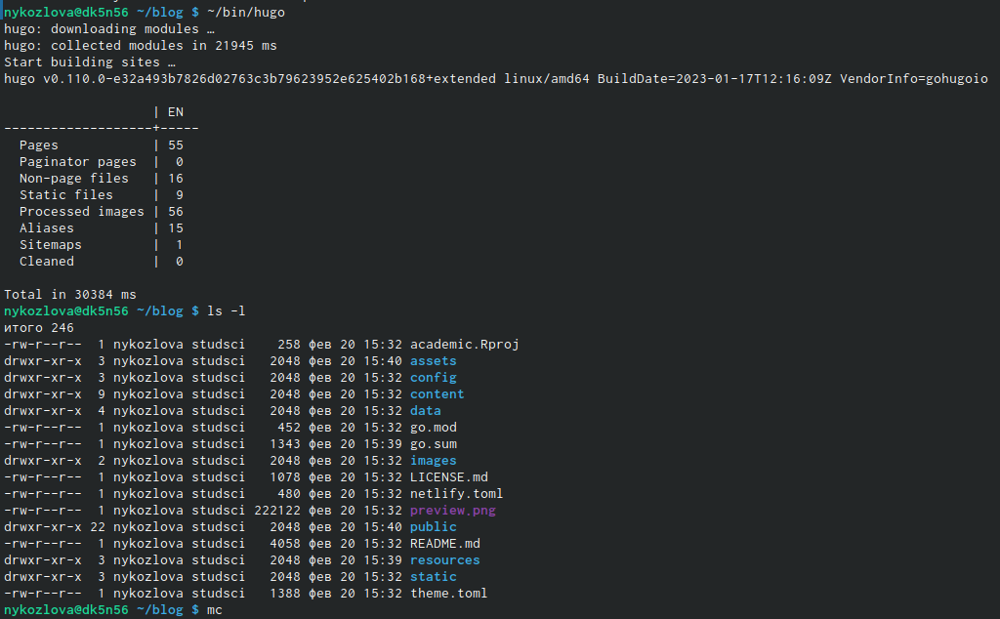 nykozlova@dk5n56 ~/blog $ ~/bin/hugo
hugo: downloading modules …
hugo: collected modules in 21945 ms
Start building sites …
hugo v0.110.0-e32a493b7826d02763c3b79623952e625402b168+extended linux/amd64 BuildDate=2023-01-17T12:16:09Z VendorInfo=gohugoio
                   | EN
-------------------+-----
  Pages            | 55
  Paginator pages  |  0
  Non-page files   | 16
  Static files     |  9
  Processed images | 56
  Aliases          | 15
  Sitemaps         |  1
  Cleaned          |  0
Total in 30384 ms
nykozlova@dk5n56 ~/blog $ ls -l
итого 246
-rw-r--r--  1 nykozlova studsci    258 фев 20 15:32 academic.Rproj
drwxr-xr-x  3 nykozlova studsci   2048 фев 20 15:40 assets
drwxr-xr-x  3 nykozlova studsci   2048 фев 20 15:32 config
drwxr-xr-x  9 nykozlova studsci   2048 фев 20 15:32 content
drwxr-xr-x  4 nykozlova studsci   2048 фев 20 15:32 data
-rw-r--r--  1 nykozlova studsci    452 фев 20 15:32 go.mod
-rw-r--r--  1 nykozlova studsci   1343 фев 20 15:39 go.sum
drwxr-xr-x  2 nykozlova studsci   2048 фев 20 15:32 images
-rw-r--r--  1 nykozlova studsci   1078 фев 20 15:32 LICENSE.md
-rw-r--r--  1 nykozlova studsci    480 фев 20 15:32 netlify.toml
-rw-r--r--  1 nykozlova studsci 222122 фев 20 15:32 preview.png
drwxr-xr-x 22 nykozlova studsci   2048 фев 20 15:40 public
-rw-r--r--  1 nykozlova studsci   4058 фев 20 15:32 README.md
drwxr-xr-x  3 nykozlova studsci   2048 фев 20 15:39 resources
drwxr-xr-x  3 nykozlova studsci   2048 фев 20 15:32 static
-rw-r--r--  1 nykozlova studsci   1388 фев 20 15:32 theme.toml
nykozlova@dk5n56 ~/blog $ mc